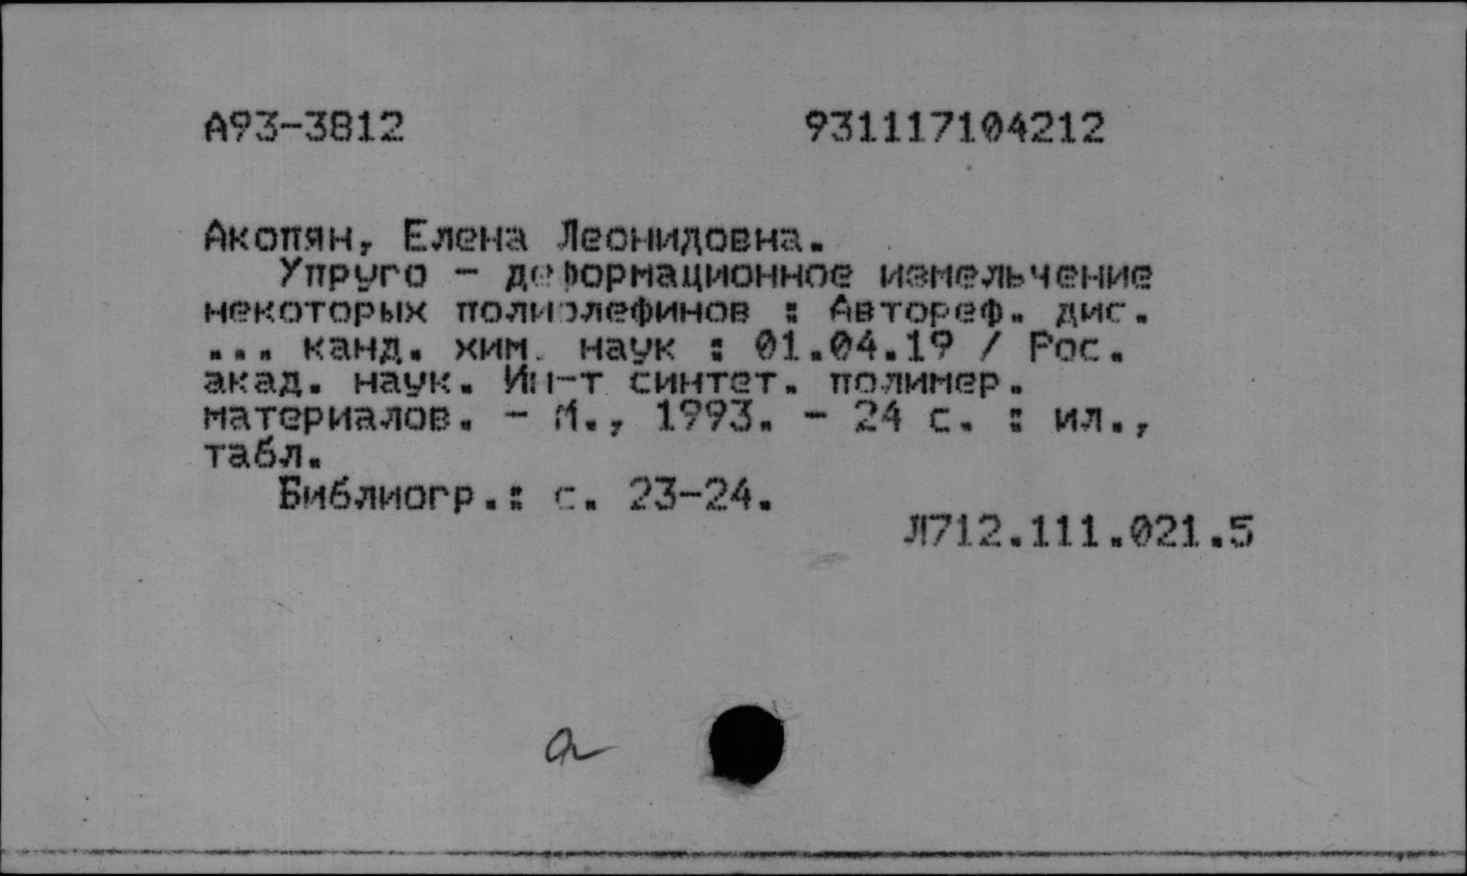 А93-3812 931117104212
Акопян, Елена Леонидовна.
Упруго - деформационное измельчение
некоторых полиолефинов : Автореф. дис.
... канд. хим. наук : 01.04.19 / Рос.
акад. наук. Ин-т синтет. полимер.
материалов. - М., 1993. - 24 с. : ил.,
табл.
Библиогр.: с. 23-24.
Л712.111.021.5
а